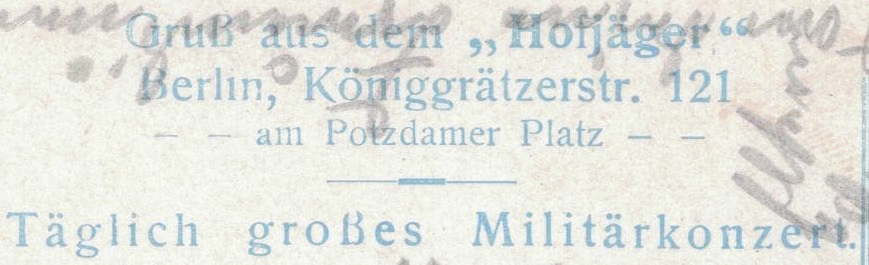 Gruß aus dem „Hofjäger“
Berlin, Königgrätzerstr. 121
— — am Potzdamer Platz — —
Täglich großes Militärkonzert.